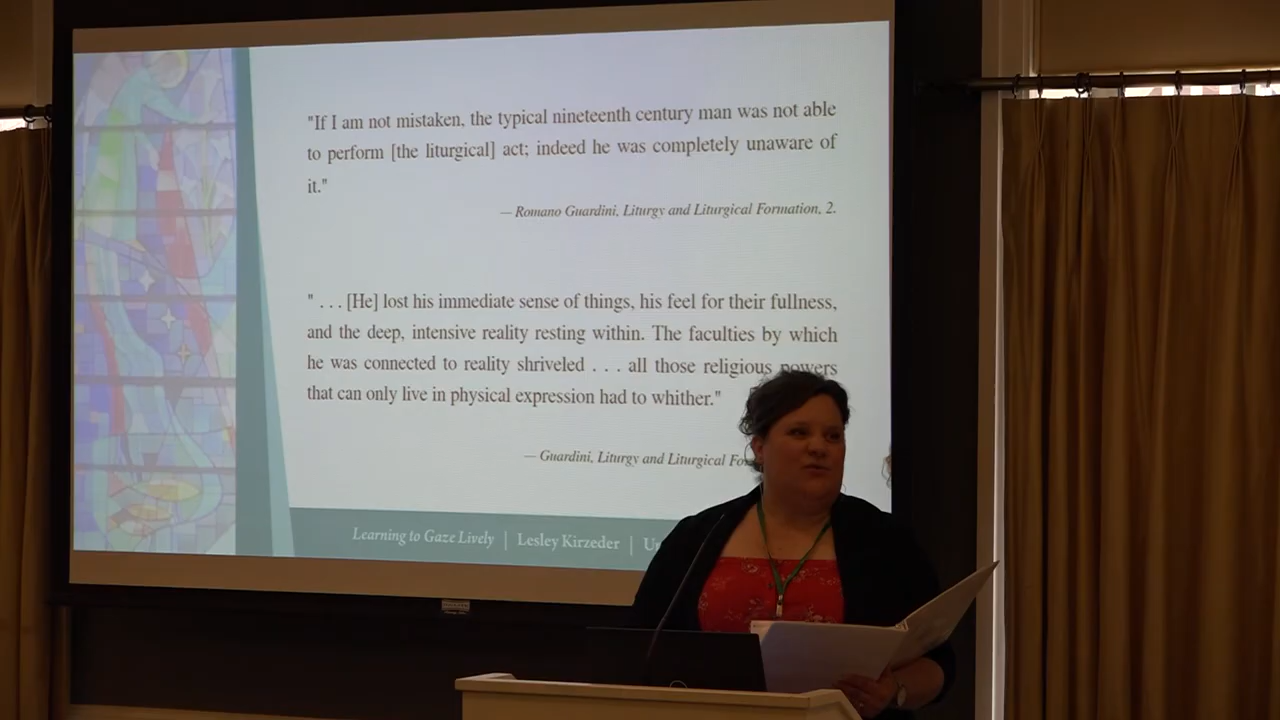 "If I am not mistaken, the typical nineteenth century man was not able
to perform [the liturgical] act; indeed he was completely unaware of
it."
— Romano Guardini, Liturgy and Liturgical Formation, 2.
" . . . [He] lost his immediate sense of things, his feel for their fullness,
and the deep, intensive reality resting within. The faculties by which
he was connected to reality shriveled . . . all those religious powers
that can only live in physical expression had to whither."
— Guardini, Liturgy and Liturgical
Learning to Gaze Lively | Lesley Kirzeder |